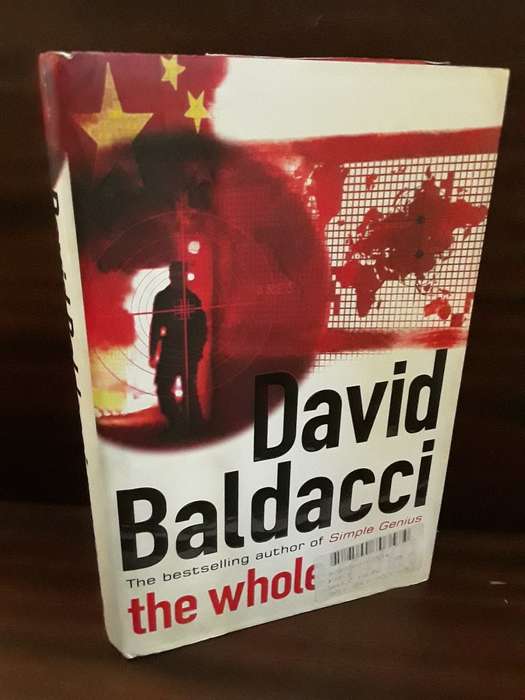 David
Baldacci
The bestselling author of Simple Genius
the whole